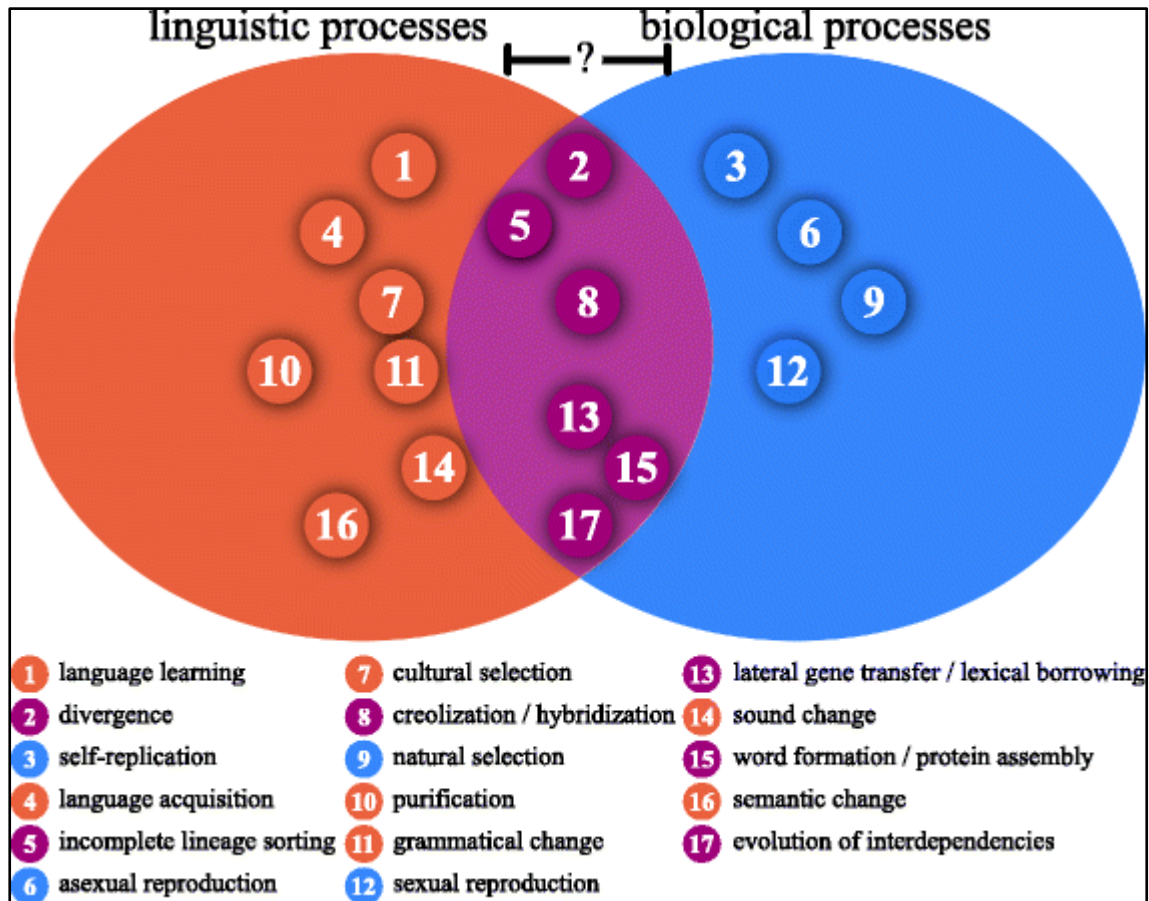 linguistic processes
biological processes
?
1
2
3
4
5
6
7
8
9
10
11
12
13
14
15
16
17
1 language learning
2 divergence
3 self-replication
4 language acquisition
5 incomplete lineage sorting
6 asexual reproduction
7 cultural selection
8 creolization / hybridization
9 natural selection
10 purification
11 grammatical change
12 sexual reproduction
13 lateral gene transfer / lexical borrowing
14 sound change
15 word formation / protein assembly
16 semantic change
17 evolution of interdependencies